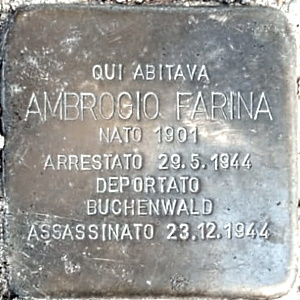 QUI ABITAVA
AMBROGIO FARINA
NATO 1901
ARRESTATO 29.5.1944
DEPORTATO
BUCHENWALD
ASSASSINATO 23.12.1944